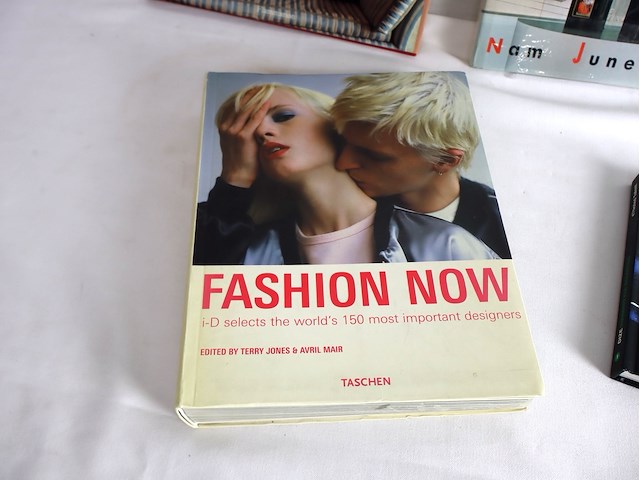 Nam June
FASHION NOW
i-D selects the world's 150 most important designers
EDITED BY TERRY JONES & AVRIL MAIR
TASCHEN